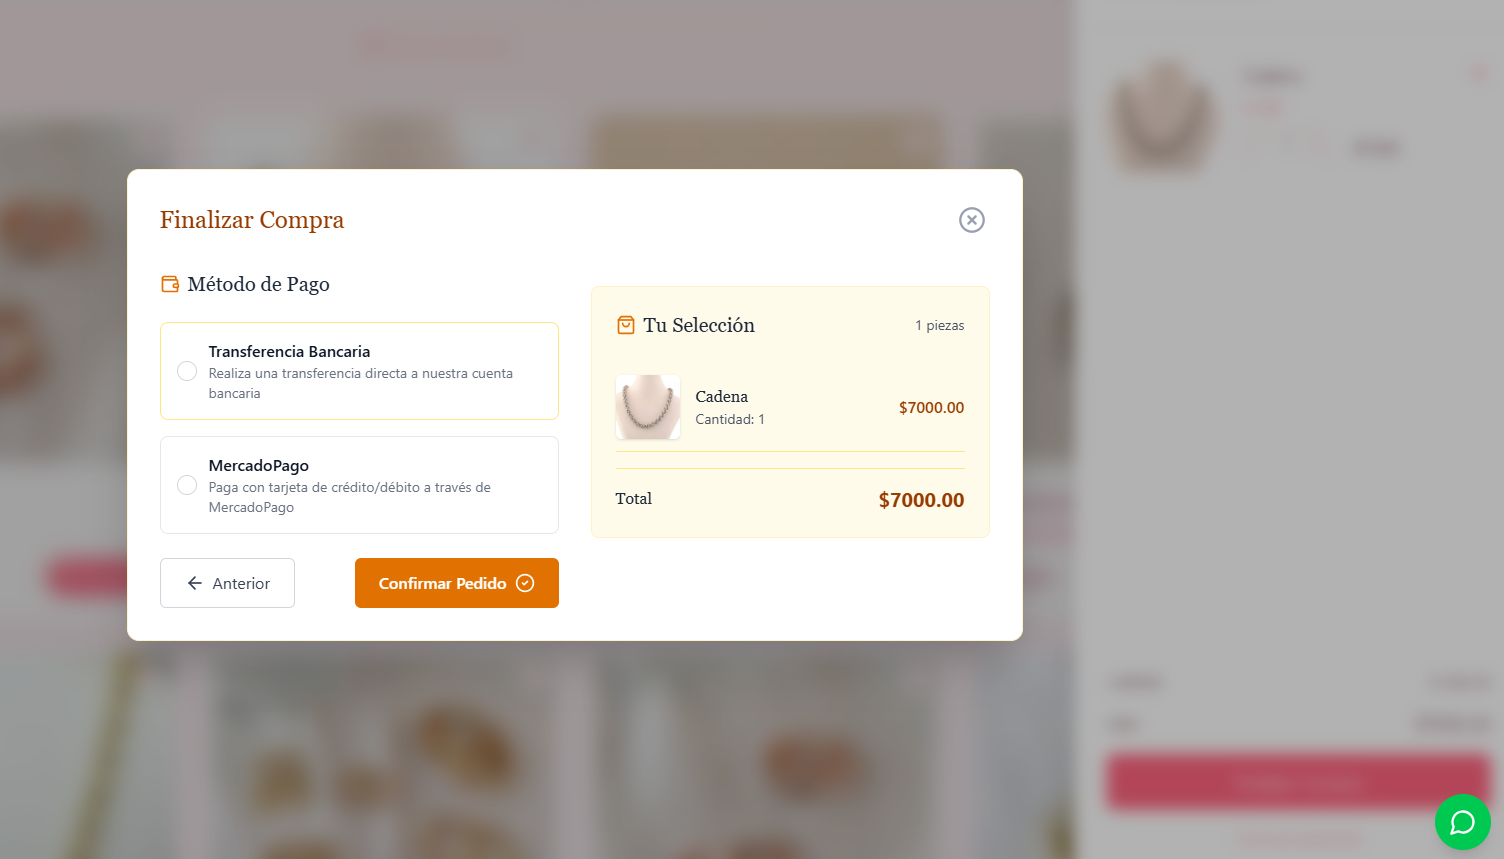 Finalizar Compra
Método de Pago
Transferencia Bancaria
Realiza una transferencia directa a nuestra cuenta
bancaria
MercadoPago
Paga con tarjeta de crédito/débito a través de
MercadoPago
Anterior
Confirmar Pedido
Tu Selección
1 piezas
Cadena
Cantidad: 1
$7000.00
Total
$7000.00